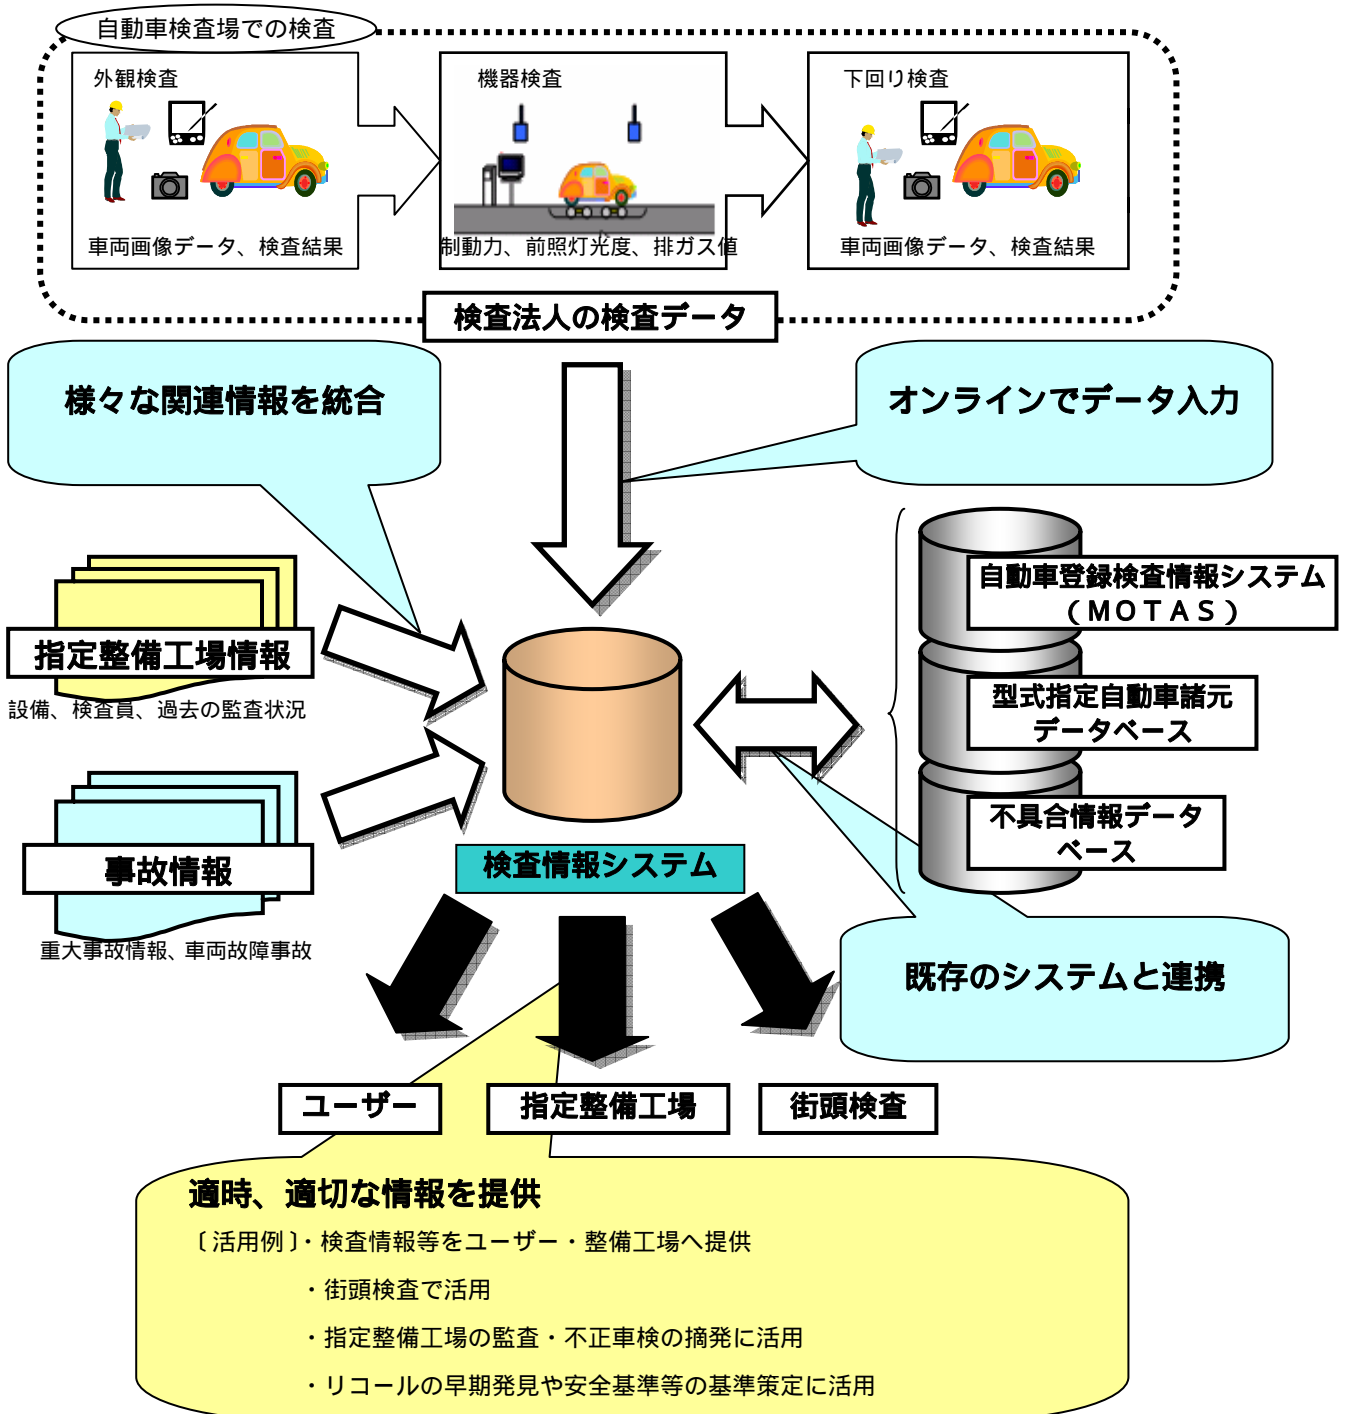 自動車検査場での検査
外観検査
機器検査
下回り検査
車両画像データ、検査結果
制動力、前照灯光度、排ガス値
車両画像データ、検査結果
検査法人の検査データ
様々な関連情報を統合
オンラインでデータ入力
自動車登録検査情報システム
(MOTAS)
指定整備工場情報
設備、検査員、過去の監査状況
型式指定自動車諸元
データベース
不具合情報データ
ベース
事故情報
重大事故情報、車両故障事故
検査情報システム
既存のシステムと連携
ユーザー
指定整備工場
街頭検査
適時、適切な情報を提供
〔活用例〕・検査情報等をユーザー・整備工場へ提供
・街頭検査で活用
・指定整備工場の監査・不正車検の摘発に活用
・リコールの早期発見や安全基準等の基準策定に活用